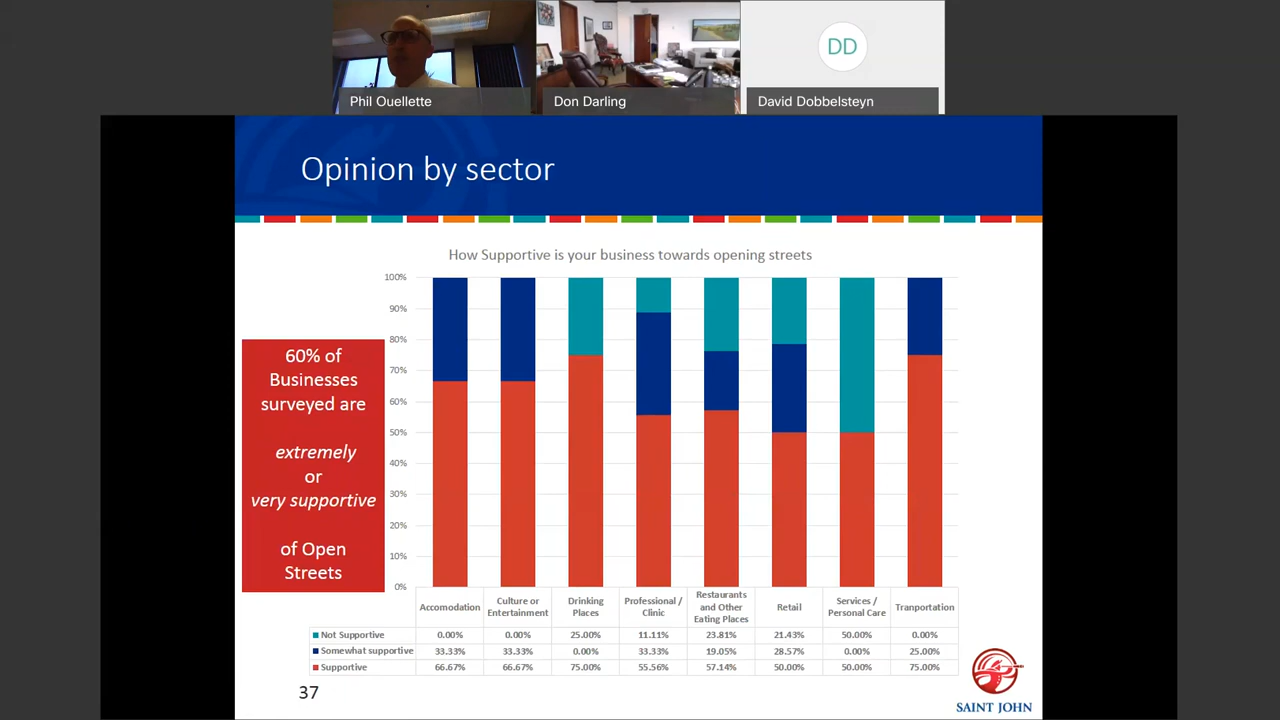 DD
Phil Ouellette
Don Darling
David Dobbelsteyn
Opinion by sector
How Supportive is your business towards opening streets
60% of
Businesses
surveyed are
extremely
or
very supportive
of Open
Streets
100%
90%
80%
70%
60%
50%
40%
30%
20%
10%
0%
Accomodation
Culture or
Entertainment
Drinking
Places
Professional /
Clinic
Restaurants
and Other
Eating Places
Retail
Services /
Personal Care
Tranportation
Not Supportive 0.00% 0.00% 25.00% 11.11% 23.81% 21.43% 50.00% 0.00%
Somewhat supportive 33.33% 33.33% 0.00% 33.33% 19.05% 28.57% 0.00% 25.00%
Supportive 66.67% 66.67% 75.00% 55.56% 57.14% 50.00% 50.00% 75.00%
37
SAINT JOHN